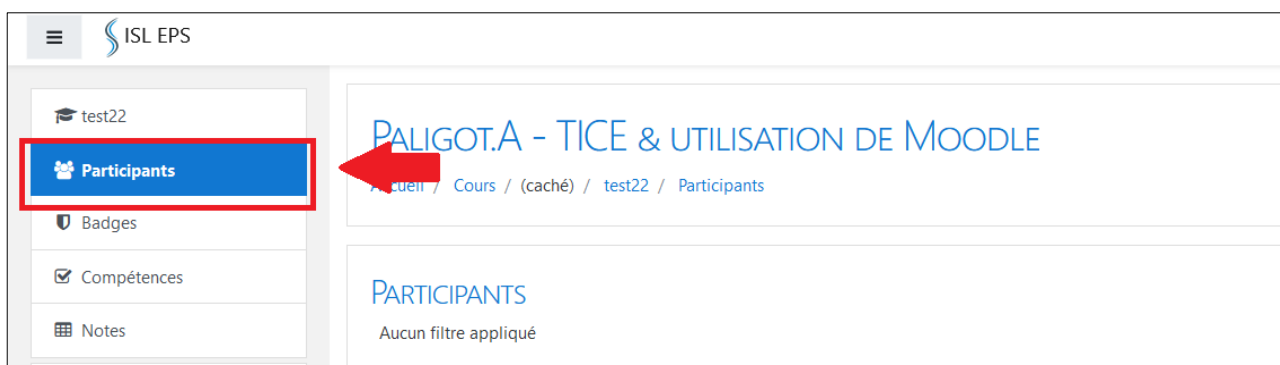 ISL EPS
test22
Participants
Badges
Compétences
Notes
Paligot.A - TICE & utilisation de Moodle
Accueil / Cours / (caché) / test22 / Participants
Participants
Aucun filtre appliqué